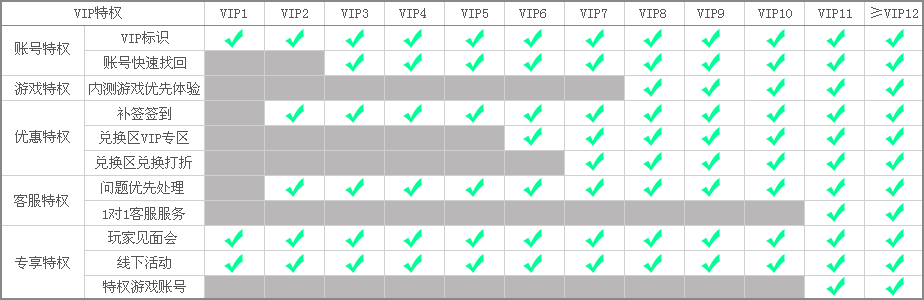 VIP特权 VIP1 VIP2 VIP3 VIP4 VIP5 VIP6 VIP7 VIP8 VIP9 VIP10 VIP11 ≥VIP12
账号特权 VIP标识
账号快速找回
游戏特权 内测游戏优先体验
优惠特权 补签签到
兑换区VIP专区
兑换区兑换打折
客服特权 问题优先处理
1对1客服服务
专享特权 玩家见面会
线下活动
特权游戏账号